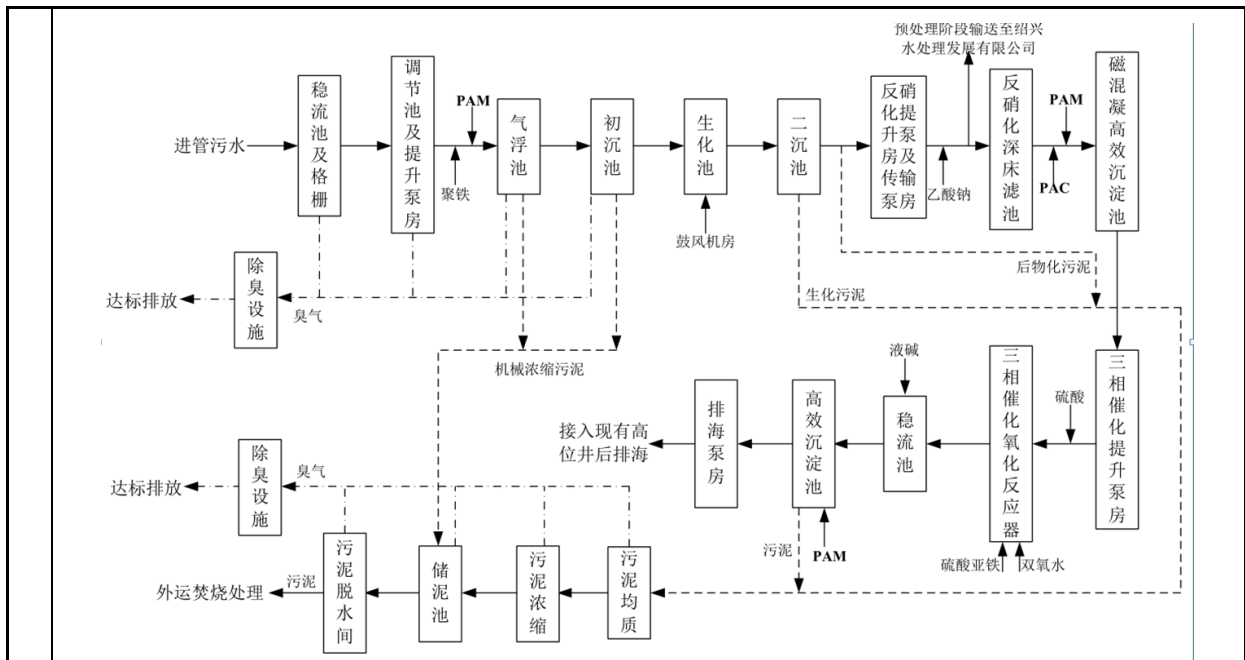 预处理阶段输送至绍兴
水处理发展有限公司
进管污水
稳流池及格栅
调节池及提升泵房
PAM
聚铁
气浮池
初沉池
生化池
鼓风机房
二沉池
反硝化提升泵房及传输泵房
乙酸钠
反硝化深床滤池
PAM
PAC
磁混凝高效沉淀池
后物化污泥
生化污泥
达标排放
除臭设施
臭气
机械浓缩污泥
接入现有高
位井后排海
排海泵房
高效沉淀池
PAM
污泥
液碱
稳流池
三相催化氧化反应器
硫酸亚铁
双氧水
硫酸
三相催化提升泵房
达标排放
除臭设施
臭气
外运焚烧处理
污泥
污泥脱水间
储泥池
污泥浓缩
污泥均质